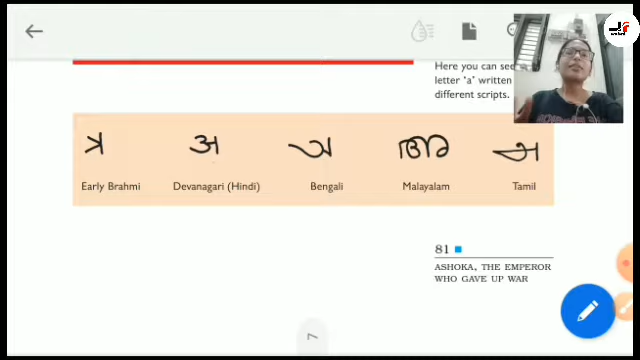 Here you can see
letter 'a' written
different scripts.
𑀅 अ অ അ அ
Early Brahmi Devanagari (Hindi) Bengali Malayalam Tamil
81
ASHOKA, THE EMPEROR
WHO GAVE UP WAR
7